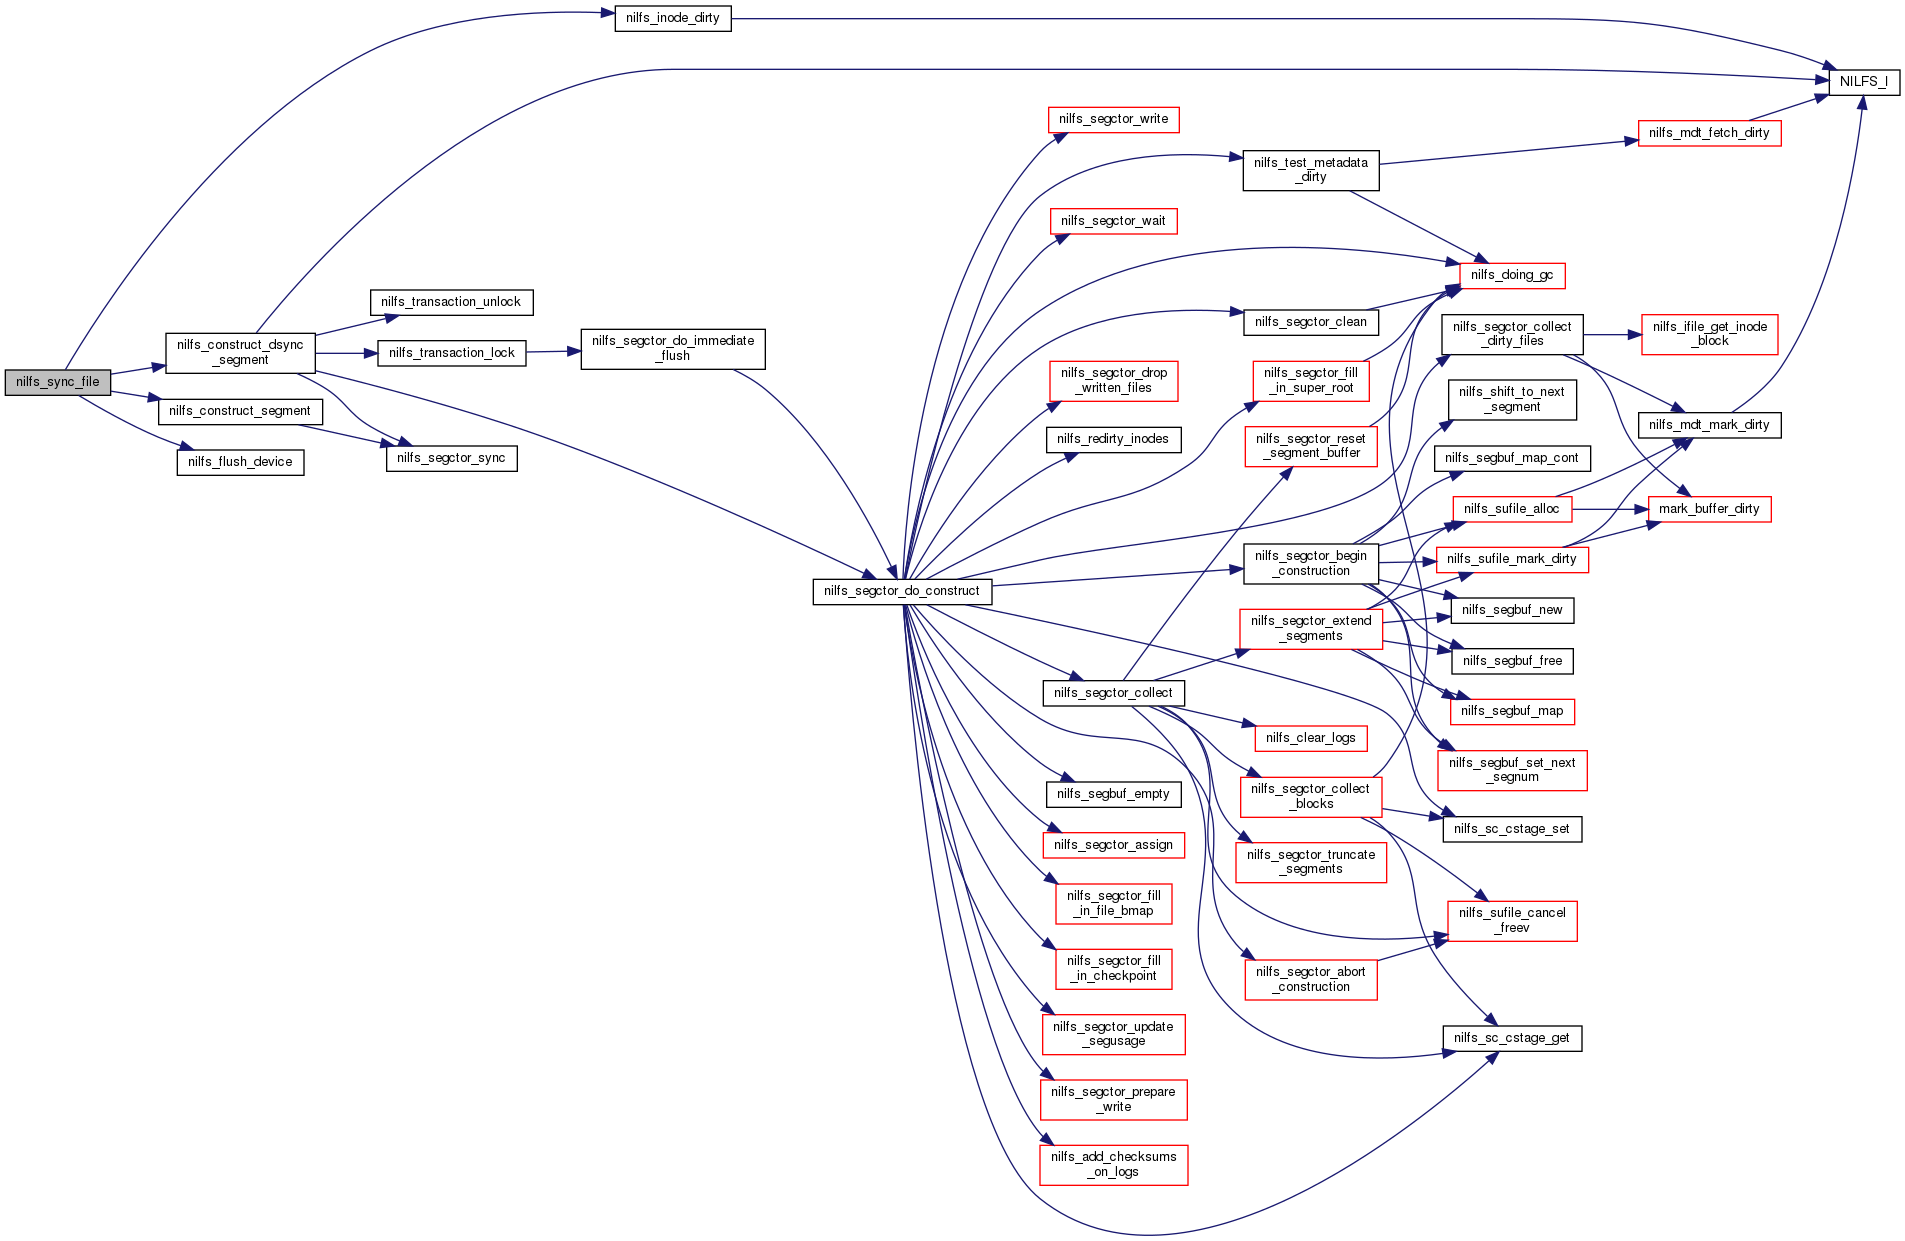 nilfs_sync_file
nilfs_inode_dirty
NILFS_I
nilfs_construct_dsync
_segment
nilfs_construct_segment
nilfs_flush_device
nilfs_transaction_unlock
nilfs_transaction_lock
nilfs_segctor_sync
nilfs_segctor_do_immediate
_flush
nilfs_segctor_do_construct
nilfs_segctor_write
nilfs_segctor_wait
nilfs_segctor_drop
_written_files
nilfs_redirty_inodes
nilfs_segctor_collect
nilfs_segbuf_empty
nilfs_segctor_assign
nilfs_segctor_fill
_in_file_bmap
nilfs_segctor_fill
_in_checkpoint
nilfs_segctor_update
_segusage
nilfs_segctor_prepare
_write
nilfs_add_checksums
_on_logs
nilfs_test_metadata
_dirty
nilfs_segctor_clean
nilfs_segctor_fill
_in_super_root
nilfs_segctor_reset
_segment_buffer
nilfs_segctor_begin
_construction
nilfs_segctor_extend
_segments
nilfs_clear_logs
nilfs_segctor_collect
_blocks
nilfs_segctor_truncate
_segments
nilfs_segctor_abort
_construction
nilfs_doing_gc
nilfs_segctor_collect
_dirty_files
nilfs_shift_to_next
_segment
nilfs_segbuf_map_cont
nilfs_sufile_alloc
nilfs_sufile_mark_dirty
nilfs_segbuf_new
nilfs_segbuf_free
nilfs_segbuf_map
nilfs_segbuf_set_next
_segnum
nilfs_sc_cstage_set
nilfs_sufile_cancel
_freev
nilfs_sc_cstage_get
nilfs_mdt_fetch_dirty
nilfs_ifile_get_inode
_block
nilfs_mdt_mark_dirty
mark_buffer_dirty